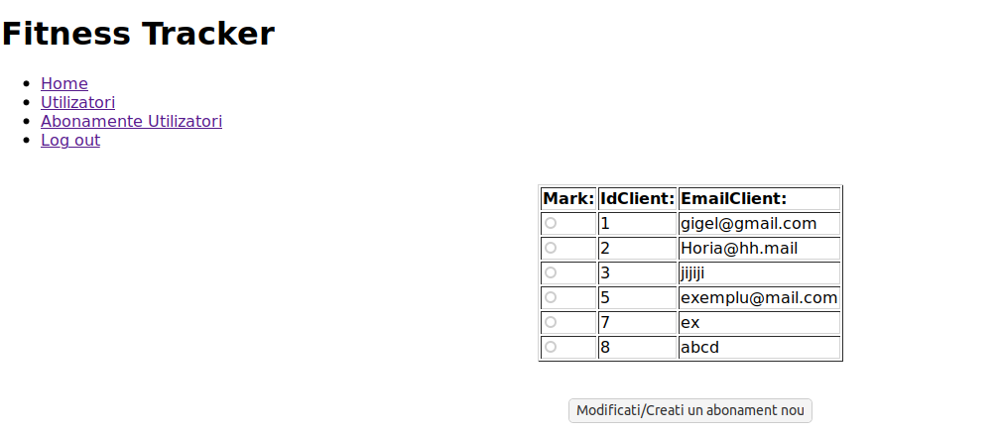 Fitness Tracker
Home
Utilizatori
Abonamente Utilizatori
Log out
Mark: IdClient: EmailClient:
1 gigel@gmail.com
2 Horia@hh.mail
3 jijiji
5 exemplu@mail.com
7 ex
8 abcd
Modificati/Creati un abonament nou